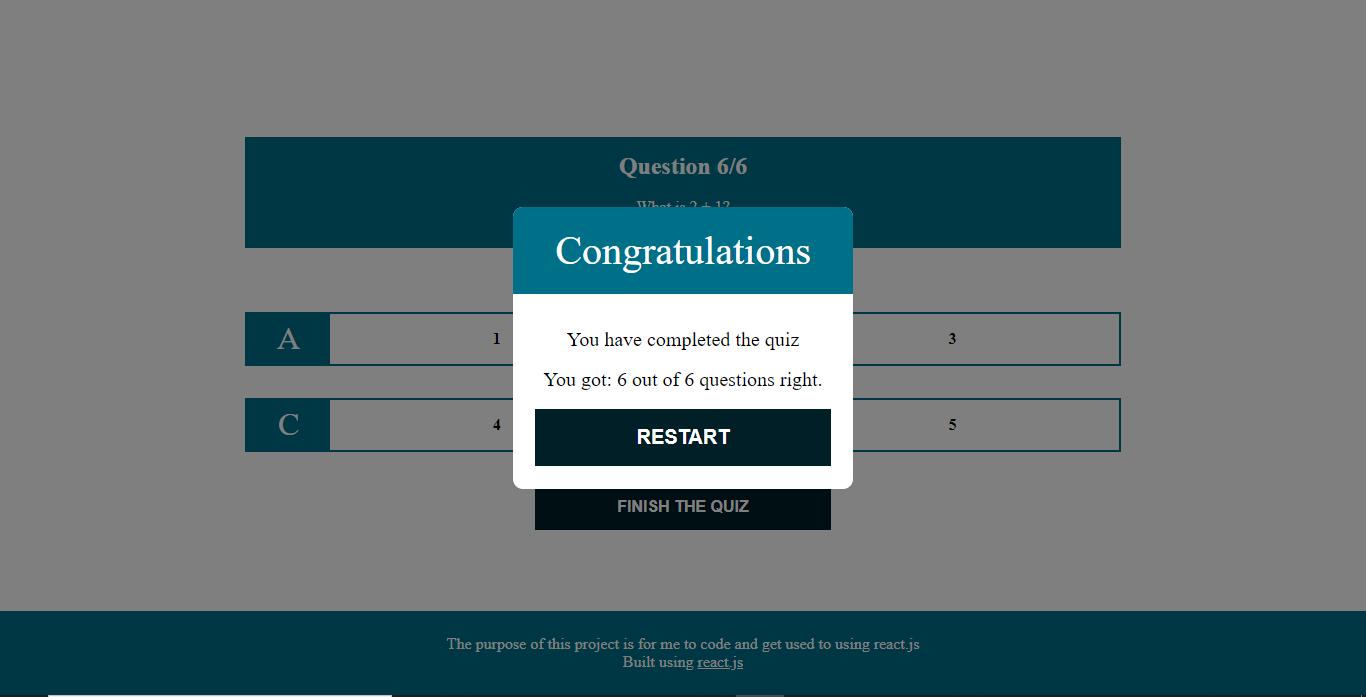 Question 6/6
What is 2 + 1?
Congratulations
You have completed the quiz
You got: 6 out of 6 questions right.
RESTART
A
1
3
C
4
5
FINISH THE QUIZ
The purpose of this project is for me to code and get used to using react.js
Built using react.js